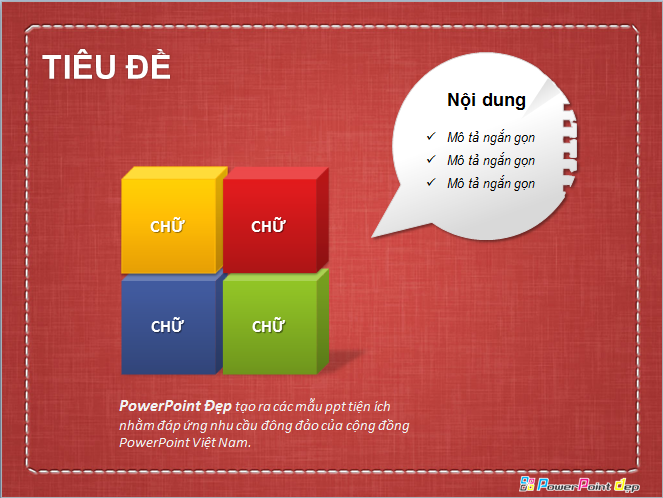 TIÊU ĐỀ
Nội dung
✓ Mô tả ngắn gọn
✓ Mô tả ngắn gọn
✓ Mô tả ngắn gọn
CHỮ CHỮ
CHỮ CHỮ
PowerPoint Đẹp tạo ra các mẫu ppt tiện ích
nhằm đáp ứng nhu cầu đông đảo của cộng đồng
PowerPoint Việt Nam.
PowerPoint đẹp